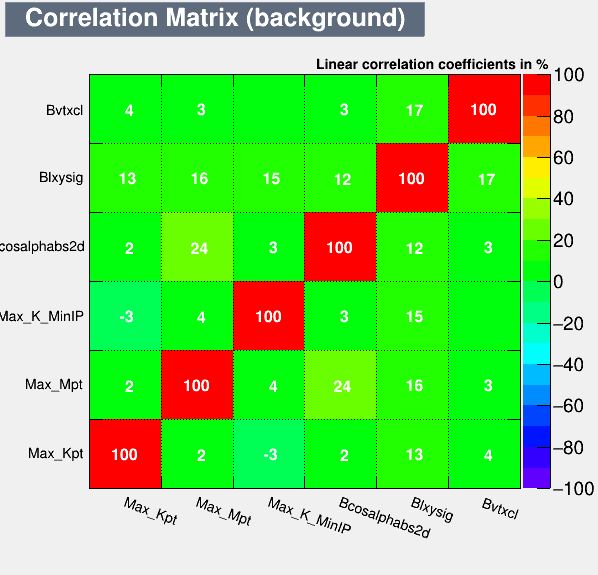 Correlation Matrix (background)
Linear correlation coefficients in %
Bvtxcl 4 3 3 17 100
Blxysig 13 16 15 12 100 17
cosalphabs2d 2 24 3 100 12 3
Max_K_MinIP -3 4 100 3 15
Max_Mpt 2 100 4 24 16 3
Max_Kpt 100 2 -3 2 13 4
Max_Kpt Max_Mpt Max_K_MinIP Bcosalphabs2d Blxysig Bvtxcl
100
80
60
40
20
0
−20
−40
−60
−80
−100